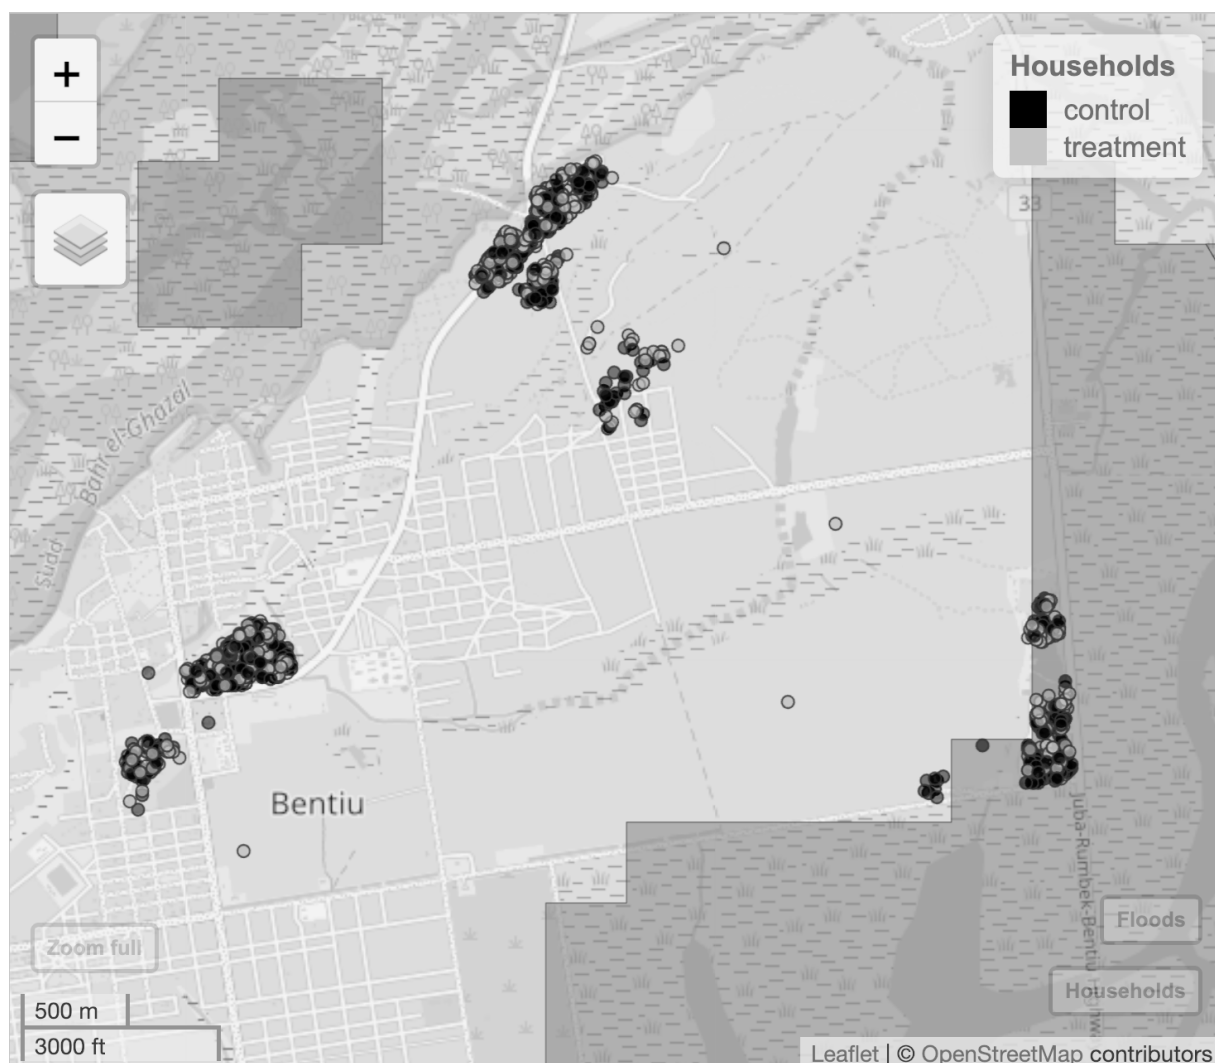 +
−
Households
control
treatment
33
Bahr el-Ghazal
Sudd
Bentiu
Juba-Rumbek-Bentiu
Floods
Zoom full
Households
500 m
3000 ft
Leaflet | © OpenStreetMap contributors